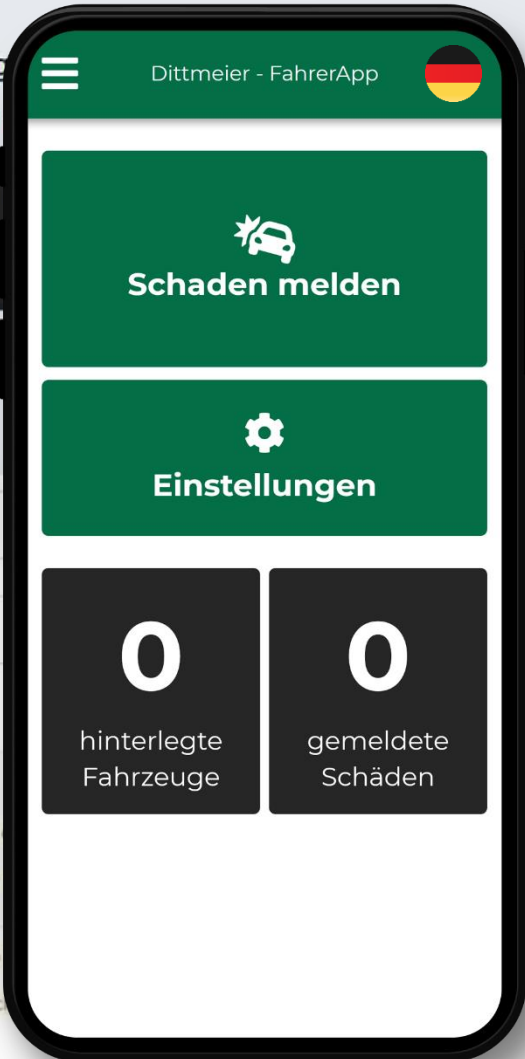 Dittmeier - FahrerApp
Schaden melden
Einstellungen
0
hinterlegte
Fahrzeuge
0
gemeldete
Schäden